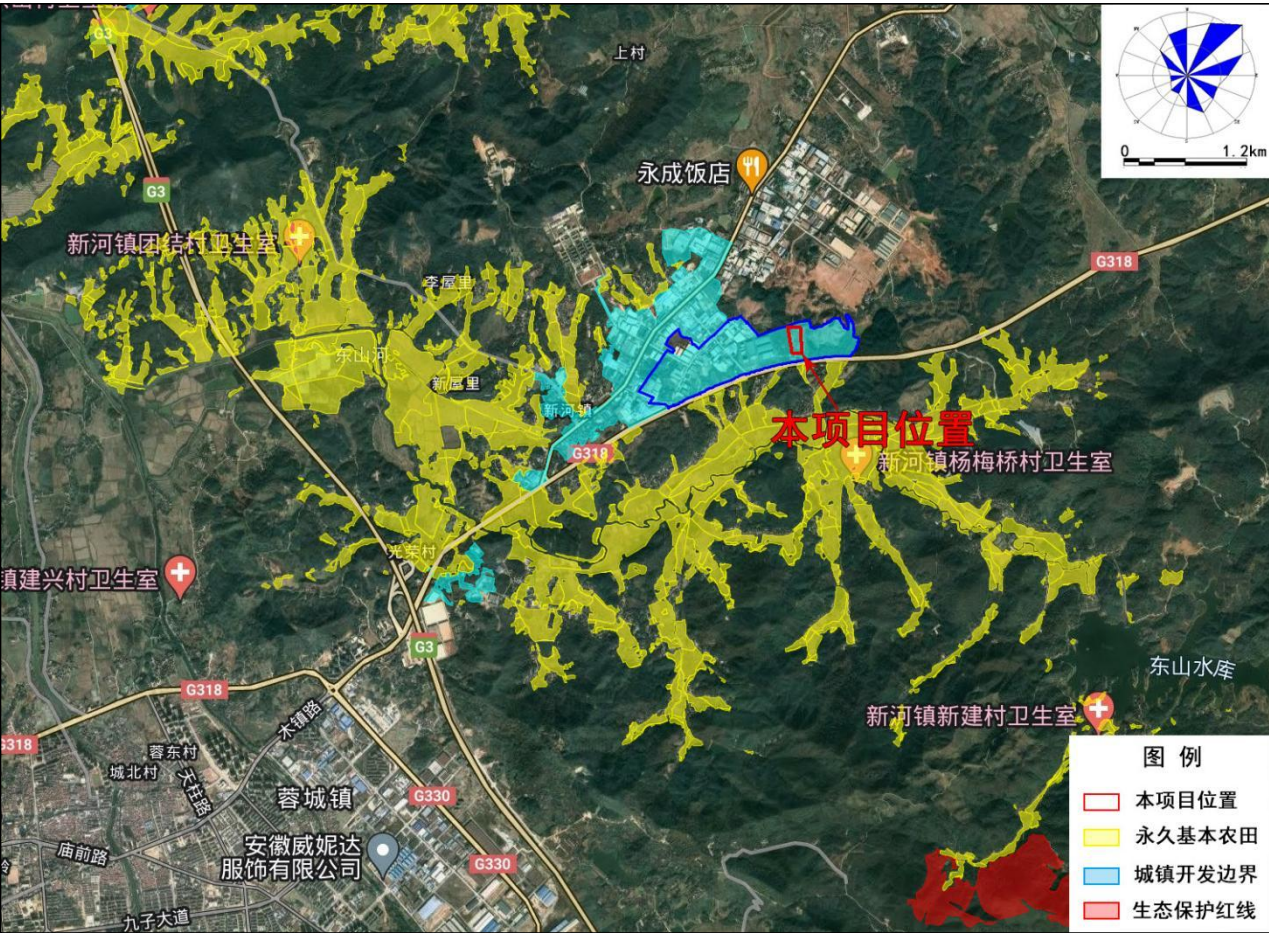 G3
上村
0 1.2km
永成饭店
G3
新河镇团结村卫生室
G318
李屋里
东山河
新屋里
新河镇
本项目位置
G318
新河镇杨梅桥村卫生室
光荣村
镇建兴村卫生室
G3
东山水库
G318
木镇路
新河镇新建村卫生室
G318
蓉东村
城北村
天柱路
蓉城镇
G330
安徽威妮达
服饰有限公司
庙前路
G330
九子大道
图例
本项目位置
永久基本农田
城镇开发边界
生态保护红线